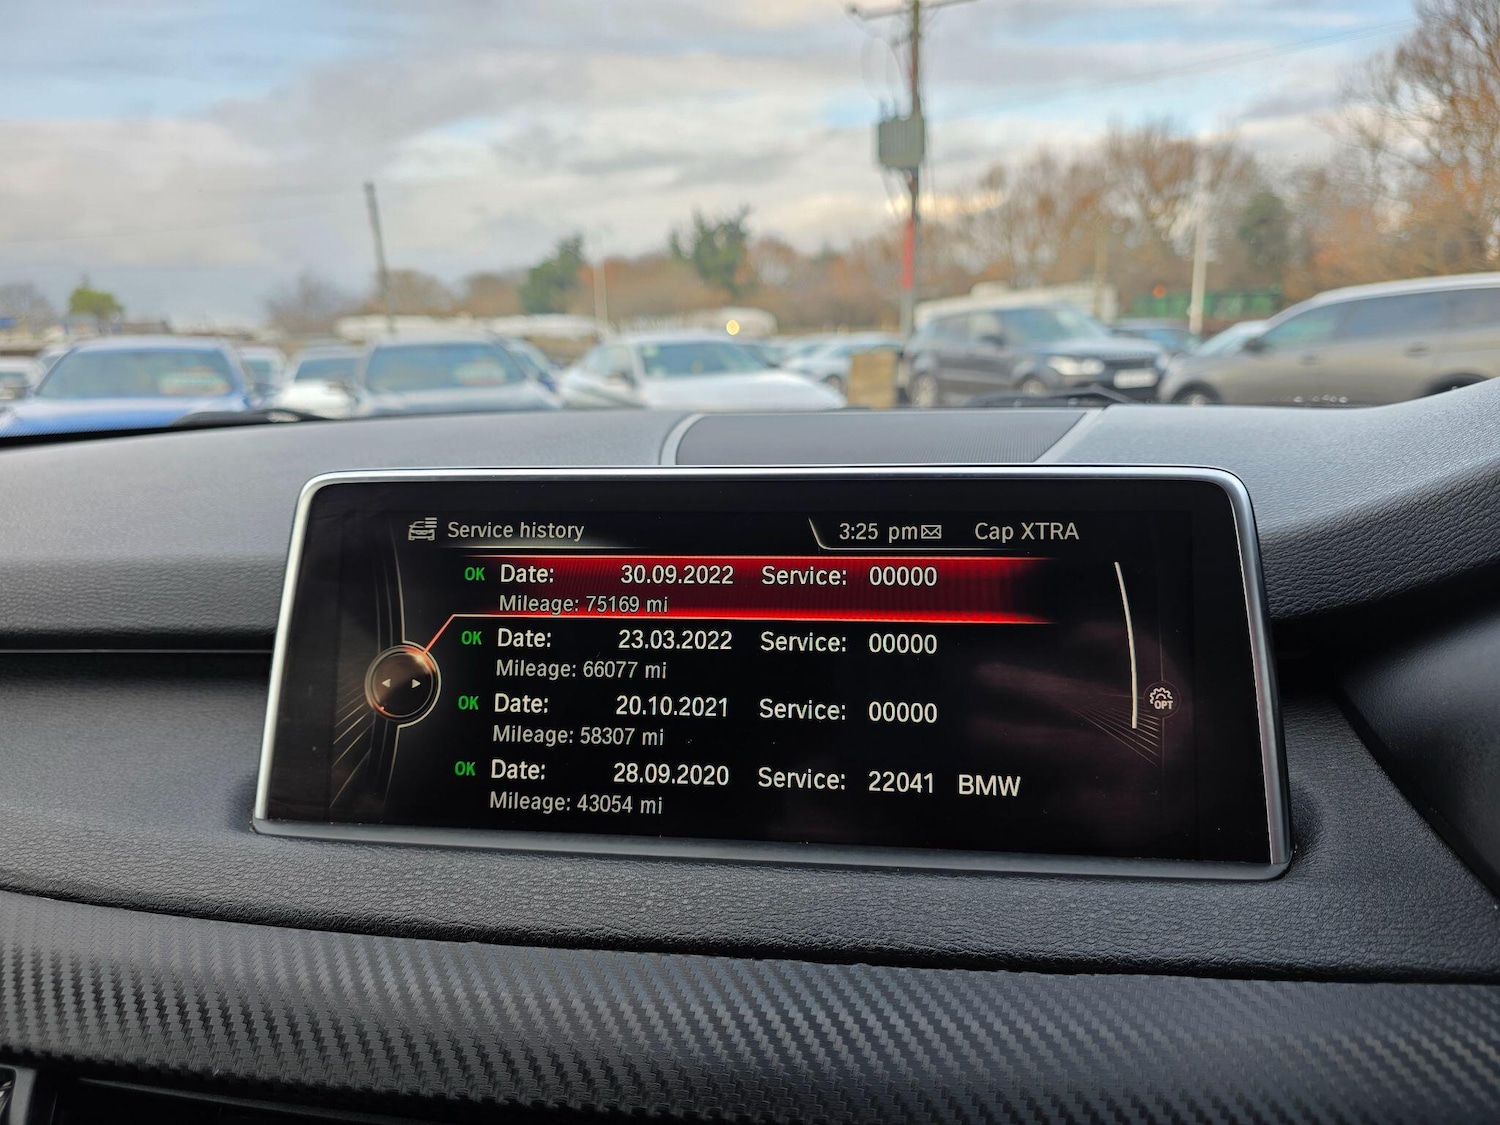 Service history 3:25 pm Cap XTRA
OK Date: 30.09.2022 Service: 00000
Mileage: 75169 mi
OK Date: 23.03.2022 Service: 00000
Mileage: 66077 mi
OK Date: 20.10.2021 Service: 00000
Mileage: 58307 mi
OPT
OK Date: 28.09.2020 Service: 22041 BMW
Mileage: 43054 mi